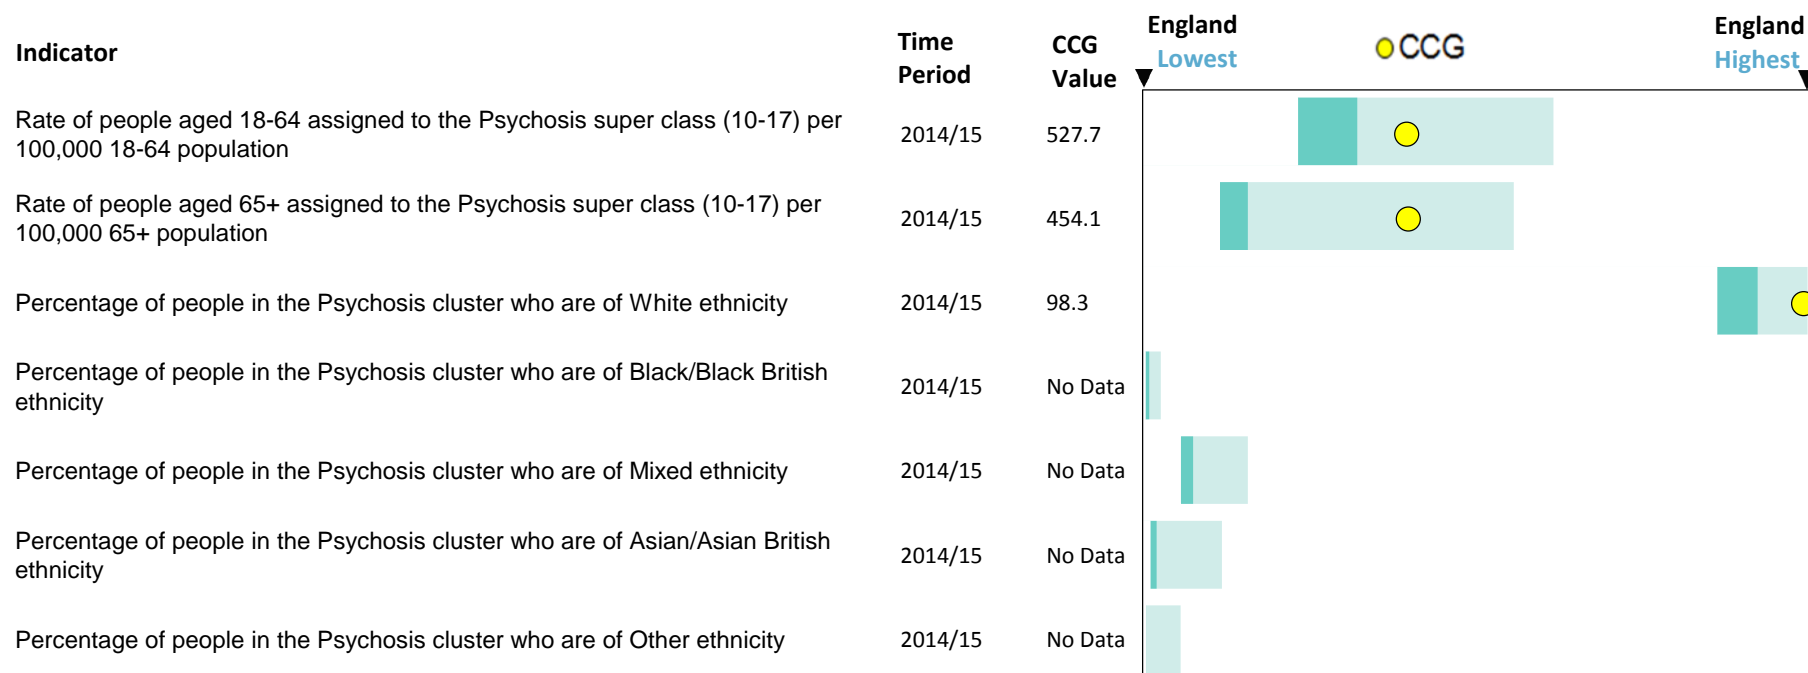 Indicator
Time
Period
CCG
Value
England
Lowest
CCG
England
Highest
Rate of people aged 18-64 assigned to the Psychosis super class (10-17) per
100,000 18-64 population
2014/15
527.7
Rate of people aged 65+ assigned to the Psychosis super class (10-17) per
100,000 65+ population
2014/15
454.1
Percentage of people in the Psychosis cluster who are of White ethnicity
2014/15
98.3
Percentage of people in the Psychosis cluster who are of Black/Black British
ethnicity
2014/15
No Data
Percentage of people in the Psychosis cluster who are of Mixed ethnicity
2014/15
No Data
Percentage of people in the Psychosis cluster who are of Asian/Asian British
ethnicity
2014/15
No Data
Percentage of people in the Psychosis cluster who are of Other ethnicity
2014/15
No Data